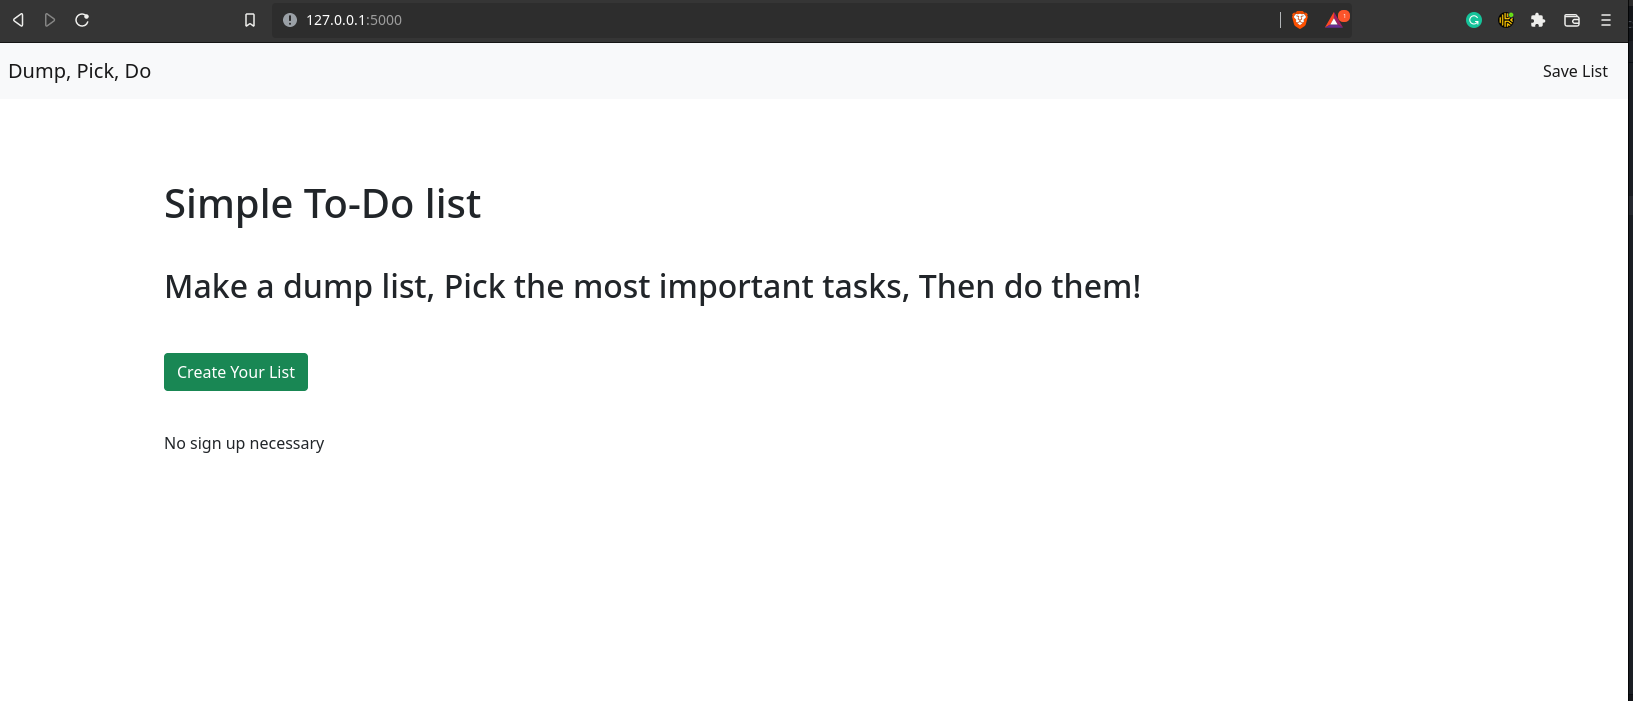 127.0.0.1:5000
Dump, Pick, Do
Save List
Simple To-Do list
Make a dump list, Pick the most important tasks, Then do them!
Create Your List
No sign up necessary